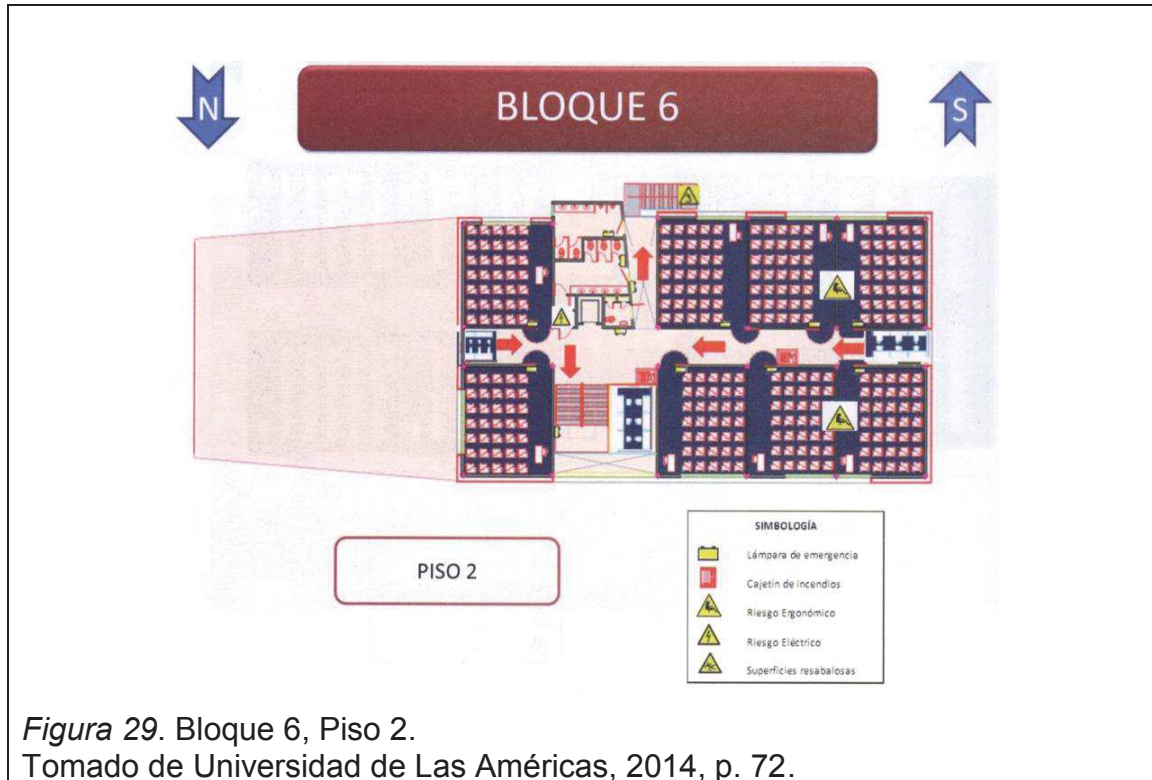 N
BLOQUE 6
S
PISO 2
SIMBOLOGÍA
Lámpara de emergencia
Cajetín de incendios
Riesgo Ergonómico
Riesgo Eléctrico
Superficies resabalosas
Figura 29. Bloque 6, Piso 2.
Tomado de Universidad de Las Américas, 2014, p. 72.